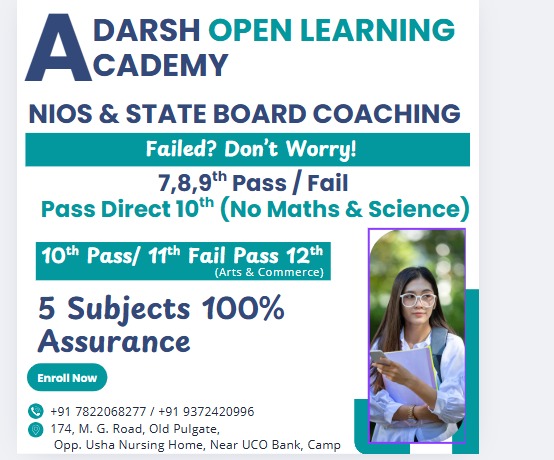 ADARSH OPEN LEARNING
ACADEMY
NIOS & STATE BOARD COACHING
Failed? Don't Worry!
7,8,9th Pass / Fail
Pass Direct 10th (No Maths & Science)
10th Pass/ 11th Fail Pass 12th
(Arts & Commerce)
5 Subjects 100%
Assurance
Enroll Now
+91 7822068277 / +91 9372420996
174, M. G. Road, Old Pulgate,
Opp. Usha Nursing Home, Near UCO Bank, Camp